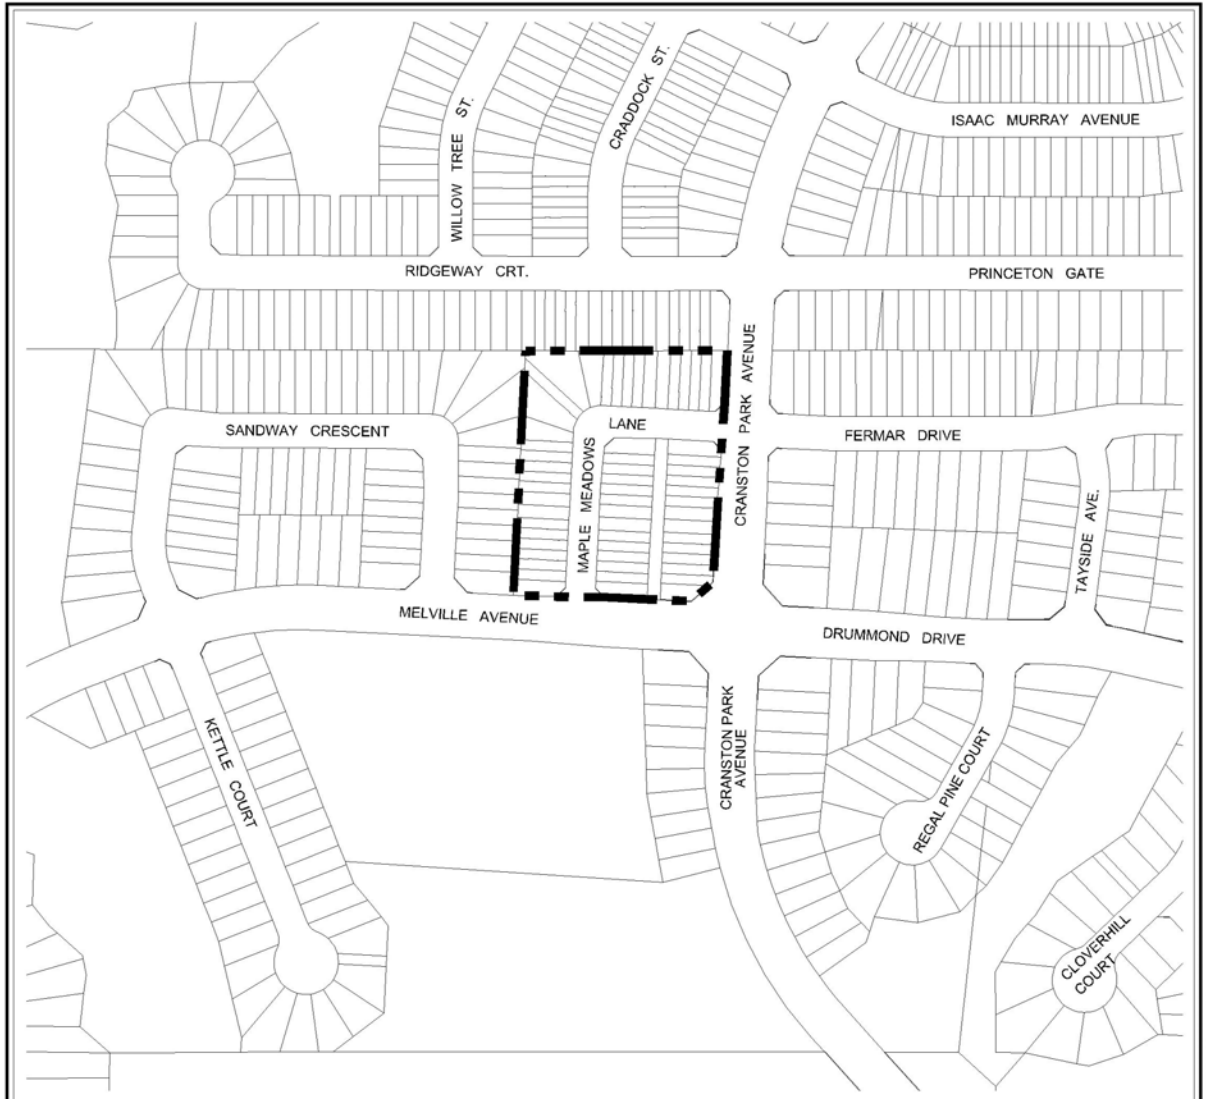 WILLOW TREE ST.
CRADDOCK ST.
ISAAC MURRAY AVENUE
RIDGEWAY CRT.
PRINCETON GATE
CRANSTON PARK AVENUE
SANDWAY CRESCENT
LANE
MAPLE MEADOWS
FERMAR DRIVE
TAYSIDE AVE.
MELVILLE AVENUE
DRUMMOND DRIVE
KETTLE COURT
CRANSTON PARK
AVENUE
REGAL PINE COURT
CLOVERHILL
COURT